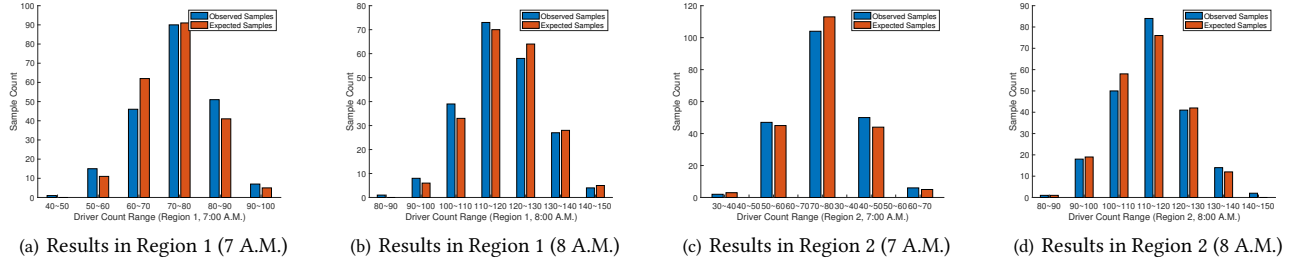 100
90
80
70
60
50
40
30
20
10
0
Sample Count
Observed Samples
Expected Samples
40~50 50~60 60~70 70~80 80~90 90~100
Driver Count Range (Region 1, 7:00 A.M.)
(a) Results in Region 1 (7 A.M.)
80
70
60
50
40
30
20
10
0
Sample Count
Observed Samples
Expected Samples
80~90 90~100 100~110 110~120 120~130 130~140 140~150
Driver Count Range (Region 1, 8:00 A.M.)
(b) Results in Region 1 (8 A.M.)
120
100
80
60
40
20
0
Sample Count
Observed Samples
Expected Samples
30~40 40~50 50~60 60~70 70~80 30~40 40~50 50~60 60~70
Driver Count Range (Region 2, 7:00 A.M.)
(c) Results in Region 2 (7 A.M.)
90
80
70
60
50
40
30
20
10
0
Sample Count
Observed Samples
Expected Samples
80~90 90~100 100~110 110~120 120~130 130~140 140~150
Driver Count Range (Region 2, 8:00 A.M.)
(d) Results in Region 2 (8 A.M.)